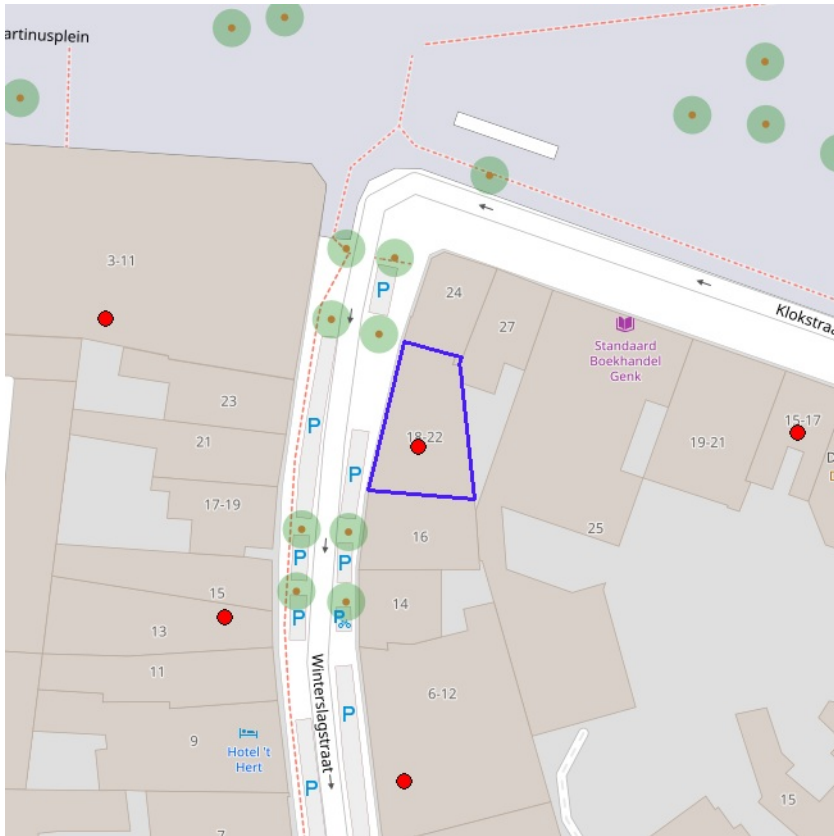 artinusplein
3-11
24
27
P
Klokstraa
Standaard
Boekhandel
Genk
23
15-17
P
18-22
19-21
21
D
P
17-19
25
16
P
P
15
14
P
P
13
11
6-12
Winterslagstraat
P
9
Hotel 't
Hert
P
15
7